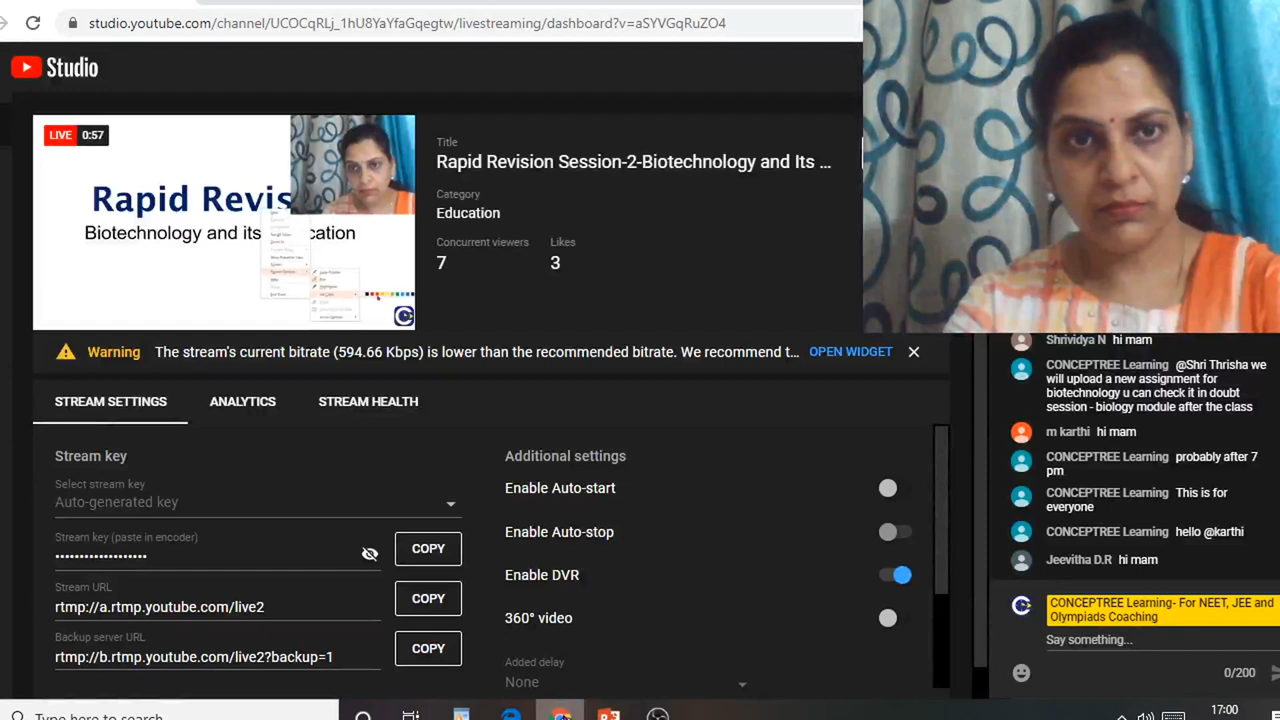 studio.youtube.com/channel/UCOCqRLj_1hU8YaYfaGqegtw/livestreaming/dashboard?v=aSYVGqRuZO4
Studio
LIVE 0:57
Rapid Revis
Biotechnology and its
cation
Title
Rapid Revision Session-2-Biotechnology and Its ...
Category
Education
Concurrent viewers
7
Likes
3
Warning The stream's current bitrate (594.66 Kbps) is lower than the recommended bitrate. We recommend t... OPEN WIDGET
STREAM SETTINGS ANALYTICS STREAM HEALTH
Stream key
Select stream key
Auto-generated key
Stream key (paste in encoder)
••••••••••••••••••• COPY
Stream URL
rtmp://a.rtmp.youtube.com/live2 COPY
Backup server URL
rtmp://b.rtmp.youtube.com/live2?backup=1 COPY
Additional settings
Enable Auto-start
Enable Auto-stop
Enable DVR
360° video
Added delay
None
Shrividya N hi mam
CONCEPTREE Learning @Shri Thrisha we
will upload a new assignment for
biotechnology u can check it in doubt
session - biology module after the class
m karthi hi mam
CONCEPTREE Learning probably after 7
pm
CONCEPTREE Learning This is for
everyone
CONCEPTREE Learning hello @karthi
Jeevitha D.R hi mam
CONCEPTREE Learning- For NEET, JEE and
Olympiads Coaching
Say something...
0/200
Type here to search
17:00